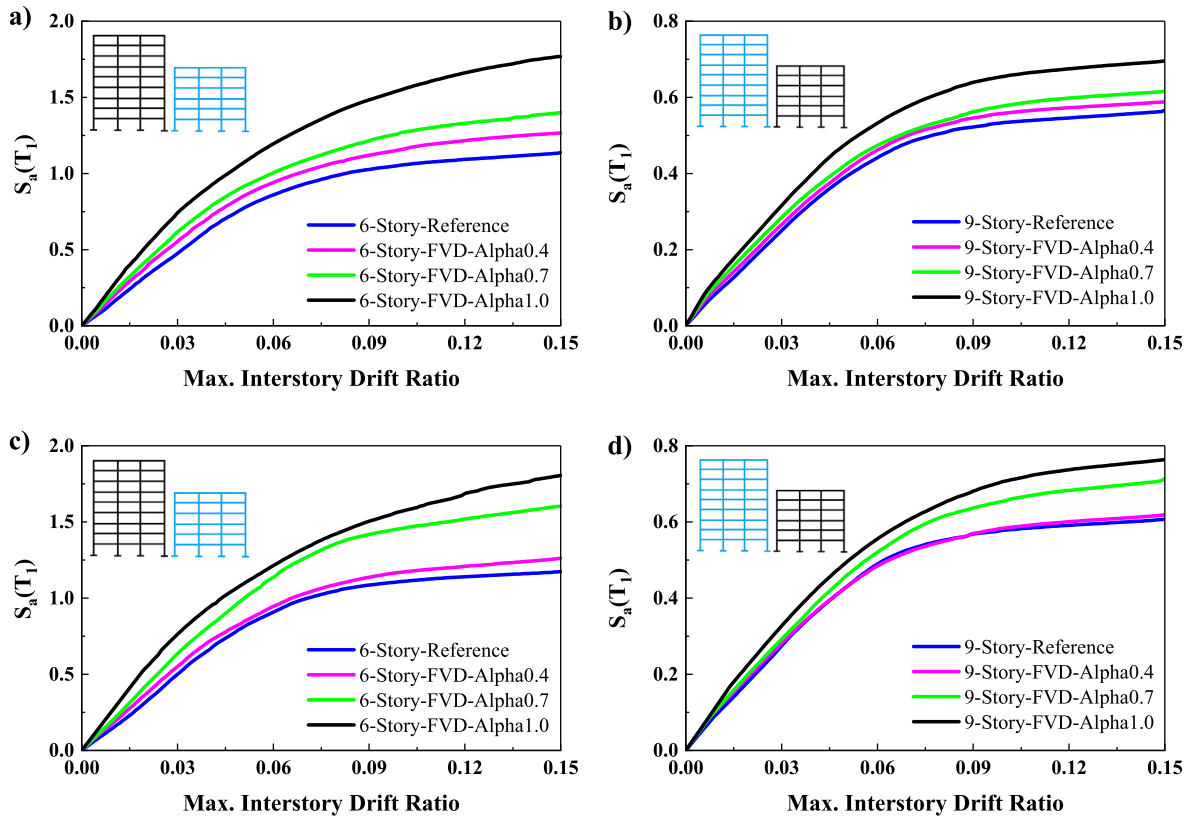 a)
2.0
1.5
1.0
0.5
0.0
Sa(T1)
6-Story-Reference
6-Story-FVD-Alpha0.4
6-Story-FVD-Alpha0.7
6-Story-FVD-Alpha1.0
0.00 0.03 0.06 0.09 0.12 0.15
Max. Interstory Drift Ratio
b)
0.8
0.6
0.4
0.2
0.0
Sa(T1)
9-Story-Reference
9-Story-FVD-Alpha0.4
9-Story-FVD-Alpha0.7
9-Story-FVD-Alpha1.0
0.00 0.03 0.06 0.09 0.12 0.15
Max. Interstory Drift Ratio
c)
2.0
1.5
1.0
0.5
0.0
Sa(T1)
6-Story-Reference
6-Story-FVD-Alpha0.4
6-Story-FVD-Alpha0.7
6-Story-FVD-Alpha1.0
0.00 0.03 0.06 0.09 0.12 0.15
Max. Interstory Drift Ratio
d)
0.8
0.6
0.4
0.2
0.0
Sa(T1)
9-Story-Reference
9-Story-FVD-Alpha0.4
9-Story-FVD-Alpha0.7
9-Story-FVD-Alpha1.0
0.00 0.03 0.06 0.09 0.12 0.15
Max. Interstory Drift Ratio